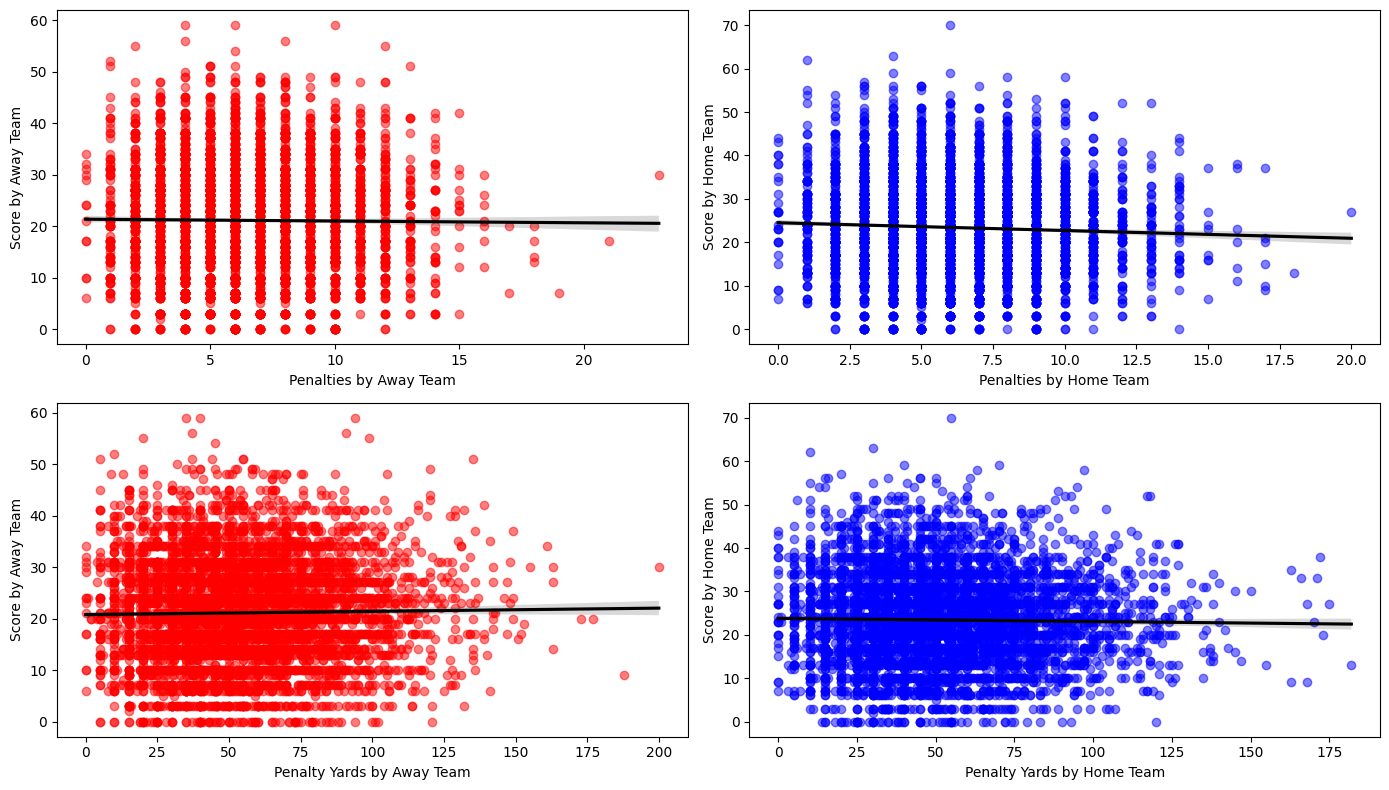 60
50
40
30
20
10
0
Score by Away Team
0 5 10 15 20
Penalties by Away Team
70
60
50
40
30
20
10
0
Score by Home Team
0.0 2.5 5.0 7.5 10.0 12.5 15.0 17.5 20.0
Penalties by Home Team
60
50
40
30
20
10
0
Score by Away Team
0 25 50 75 100 125 150 175 200
Penalty Yards by Away Team
70
60
50
40
30
20
10
0
Score by Home Team
0 25 50 75 100 125 150 175
Penalty Yards by Home Team